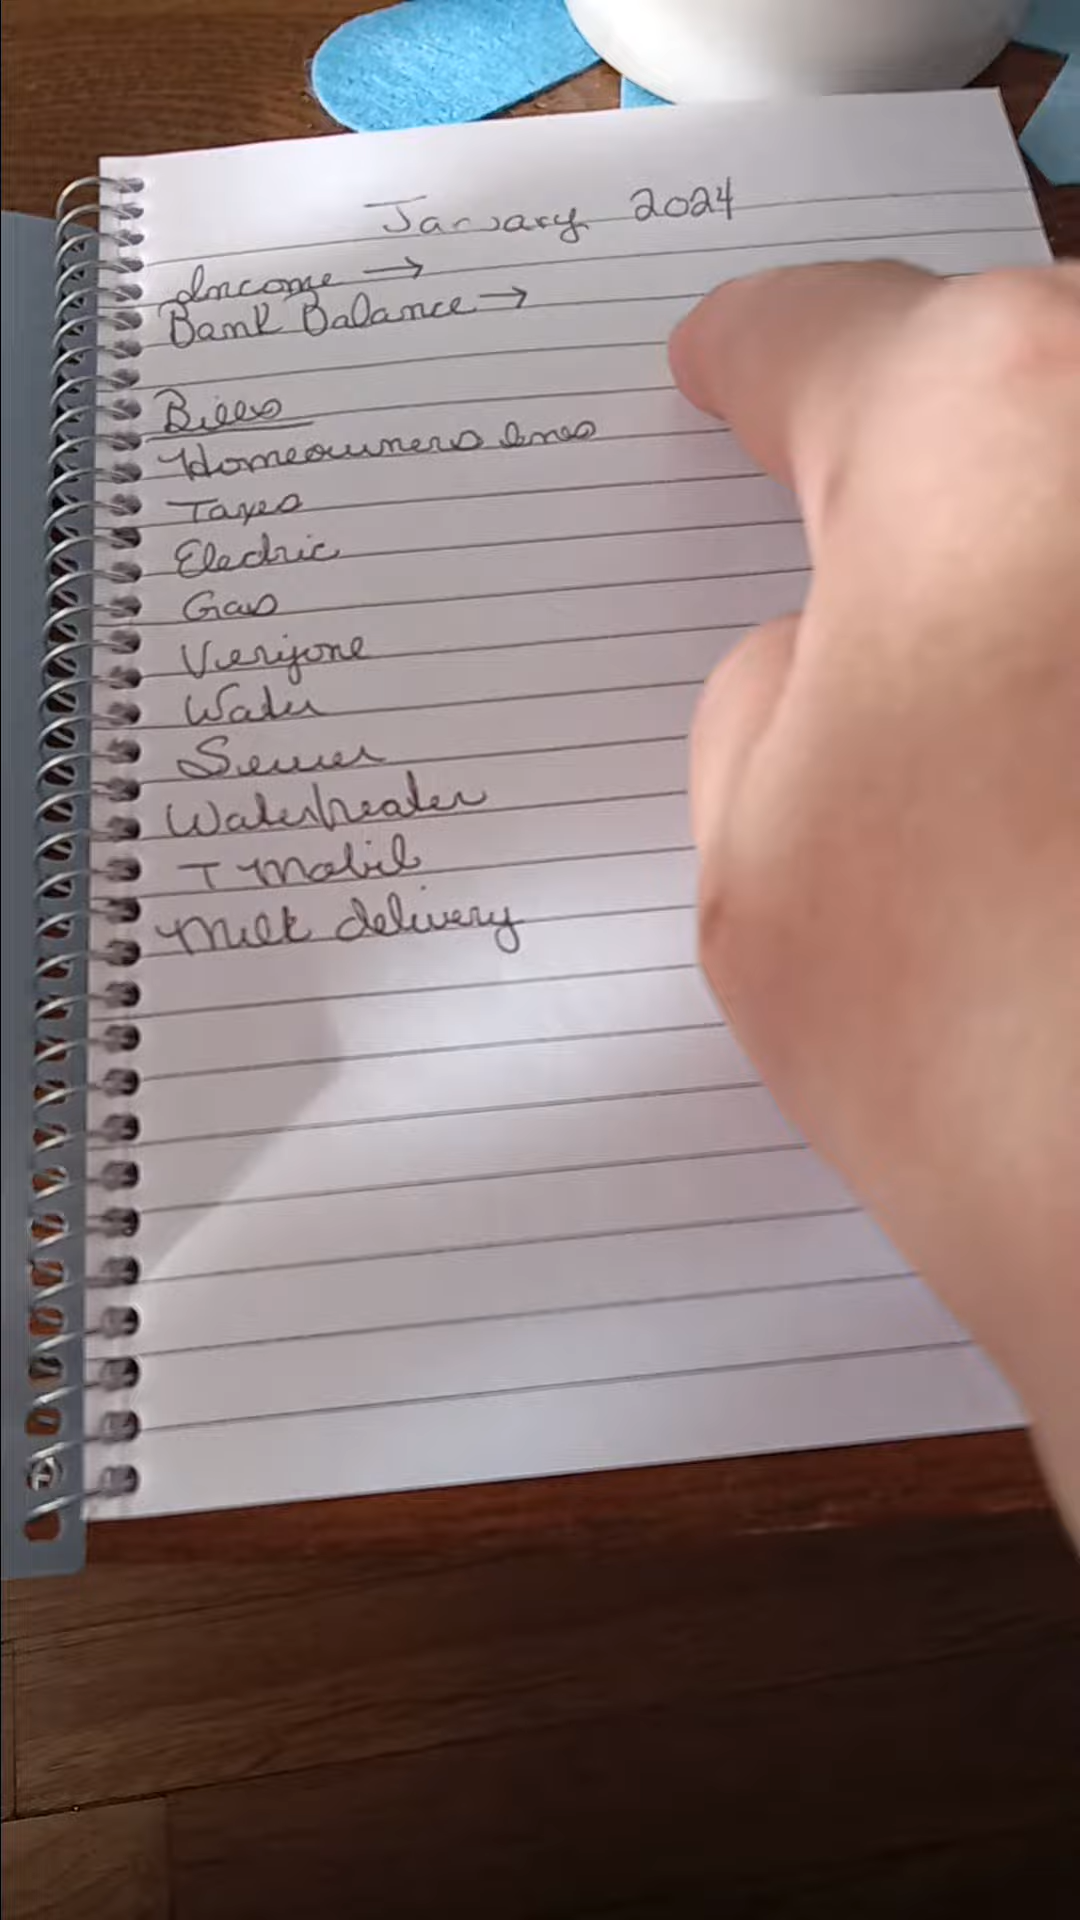 January 2024
Income →
Bank Balance →
Bills
Homeowners Ins
Taxes
Electric
Gas
Verizone
Water
Sewer
Waterheater
T Mobil
Milk delivery